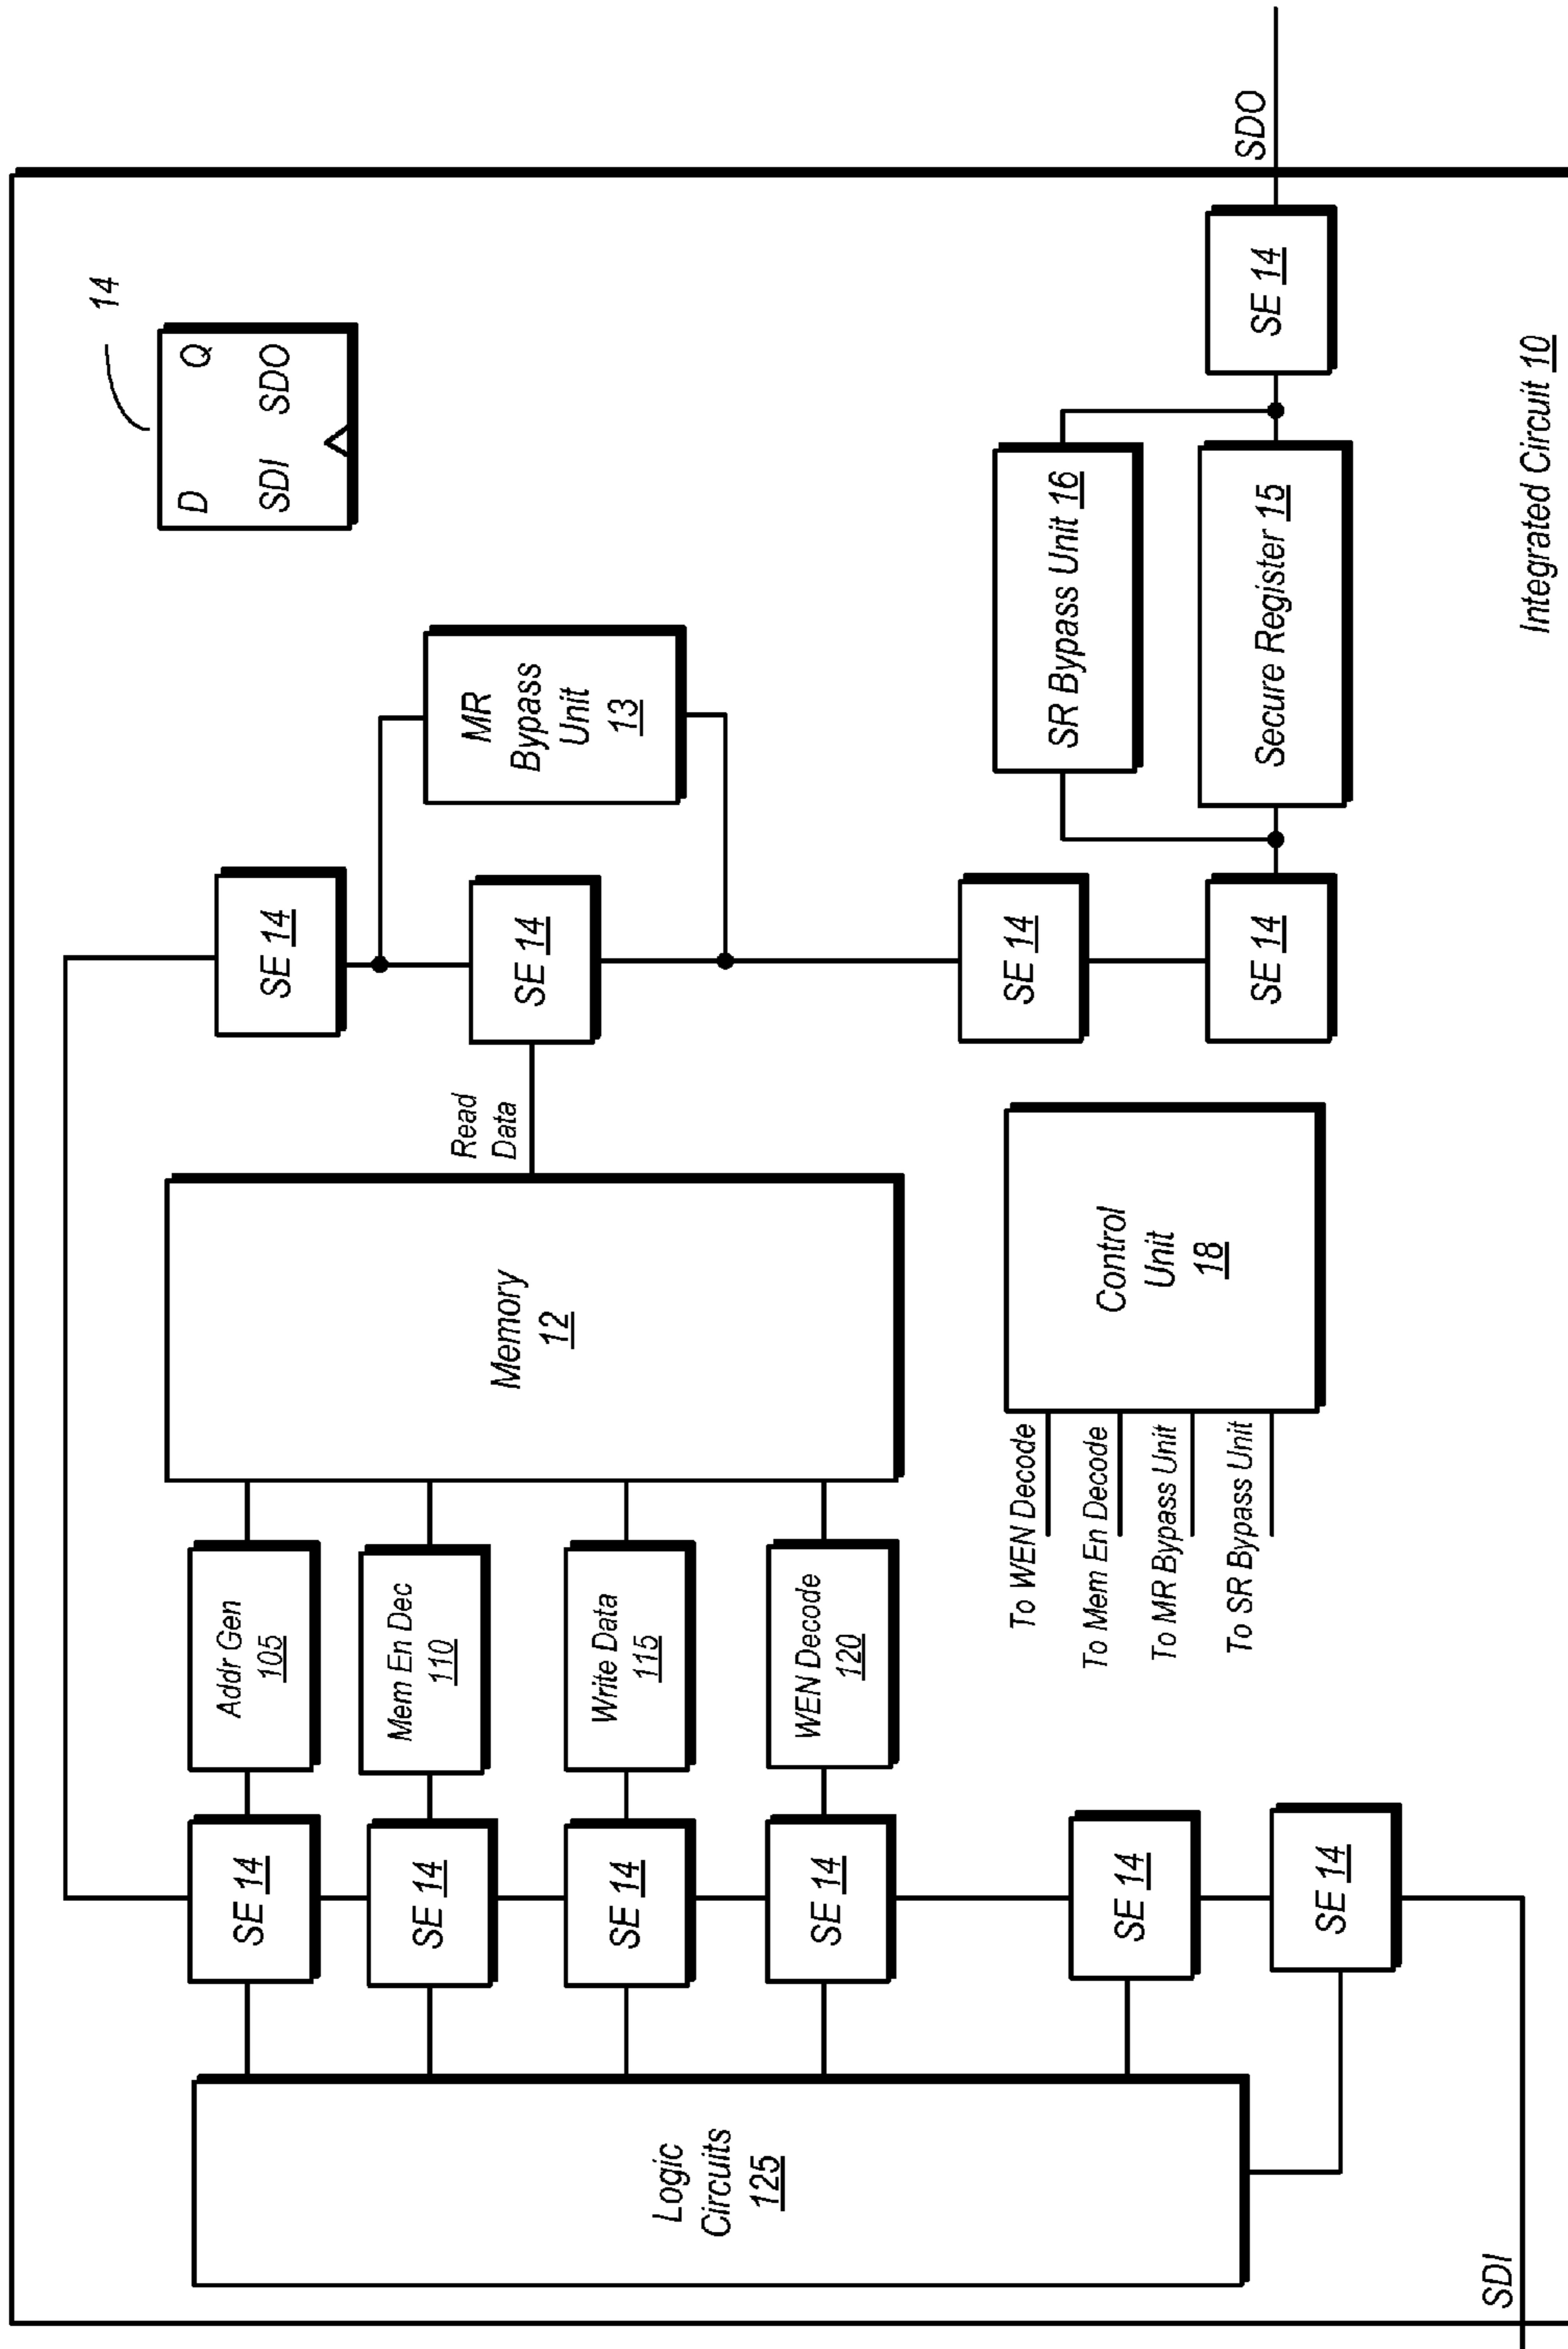 14
D Q
SDI SDO
SE 14
MR
Bypass
Unit
13
SE 14
Read
Data
Memory
12
Addr Gen
105
Mem En Dec
110
Write Data
115
WEN Decode
120
SE 14
SE 14
SE 14
SE 14
SE 14
SE 14
Logic
Circuits
125
SDI
To WEN Decode
To Mem En Decode
To MR Bypass Unit
To SR Bypass Unit
Control
Unit
18
SE 14
SE 14
SR Bypass Unit 16
Secure Register 15
SE 14
SDO
Integrated Circuit 10